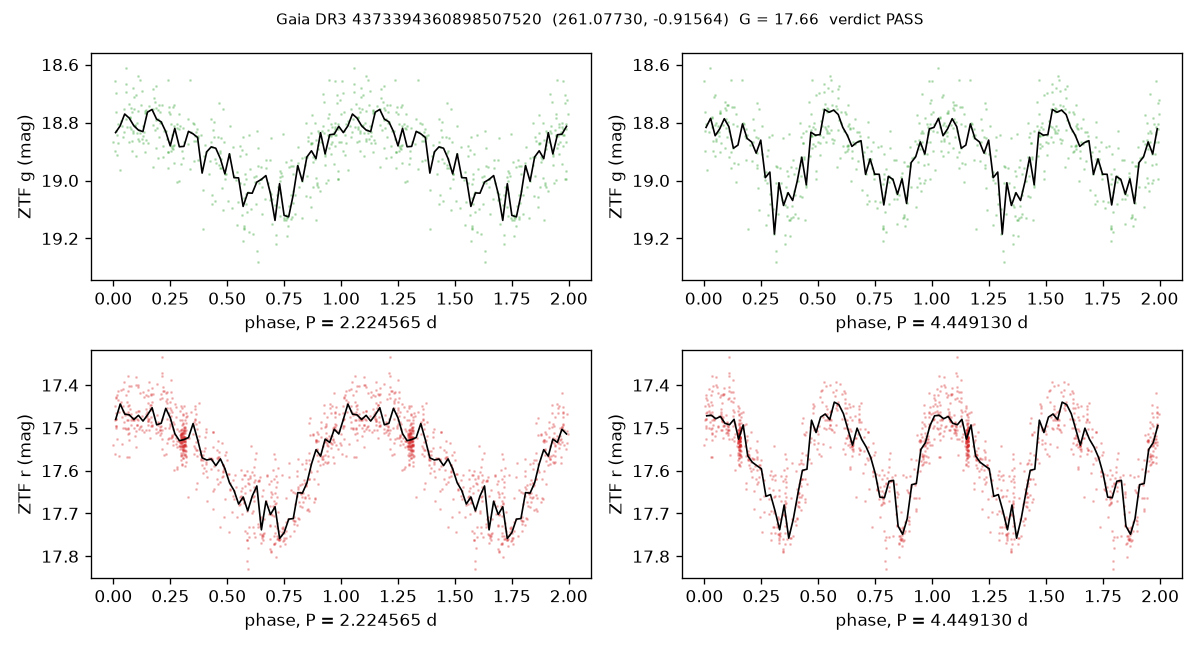 Gaia DR3 4373394360898507520 (261.07730, -0.91564) G = 17.66 verdict PASS
ZTF g (mag)
18.6
18.8
19.0
19.2
0.00 0.25 0.50 0.75 1.00 1.25 1.50 1.75 2.00
phase, P = 2.224565 d
ZTF g (mag)
18.6
18.8
19.0
19.2
0.00 0.25 0.50 0.75 1.00 1.25 1.50 1.75 2.00
phase, P = 4.449130 d
ZTF r (mag)
17.4
17.5
17.6
17.7
17.8
0.00 0.25 0.50 0.75 1.00 1.25 1.50 1.75 2.00
phase, P = 2.224565 d
ZTF r (mag)
17.4
17.5
17.6
17.7
17.8
0.00 0.25 0.50 0.75 1.00 1.25 1.50 1.75 2.00
phase, P = 4.449130 d